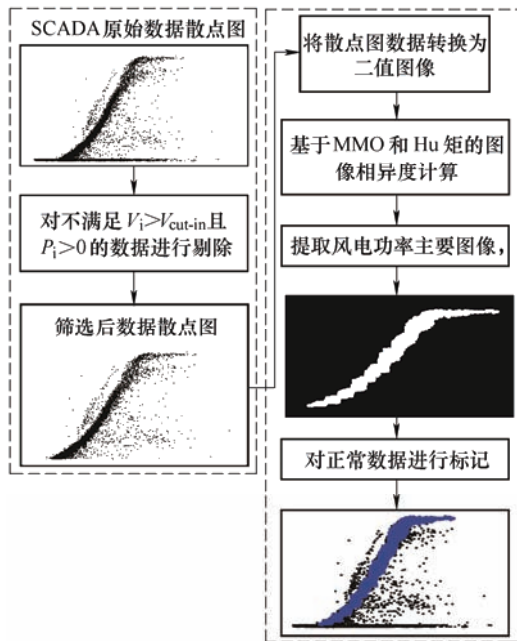 SCADA原始数据散点图
对不满足Vi>Vcut-in且
Pi>0的数据进行剔除
筛选后数据散点图
将散点图数据转换为
二值图像
基于MMO和Hu矩的图
像相异度计算
提取风电功率主要图像,
对正常数据进行标记